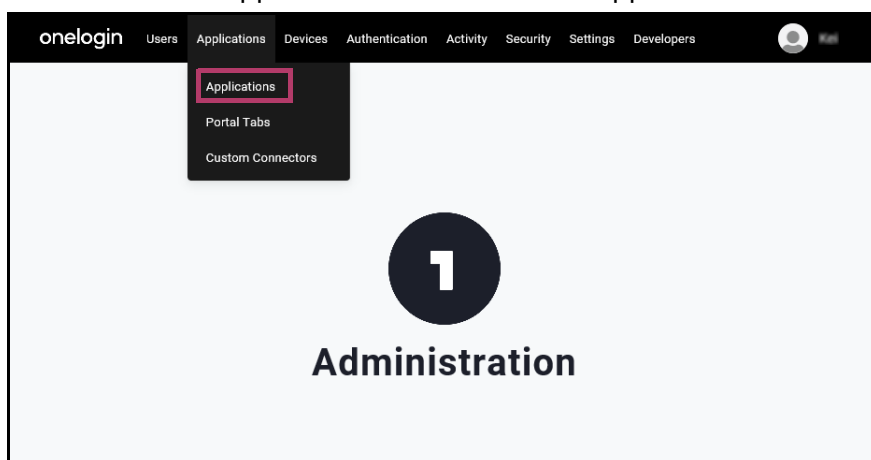 onelogin Users Applications Devices Authentication Activity Security Settings Developers
Applications
Portal Tabs
Custom Connectors
1
Administration